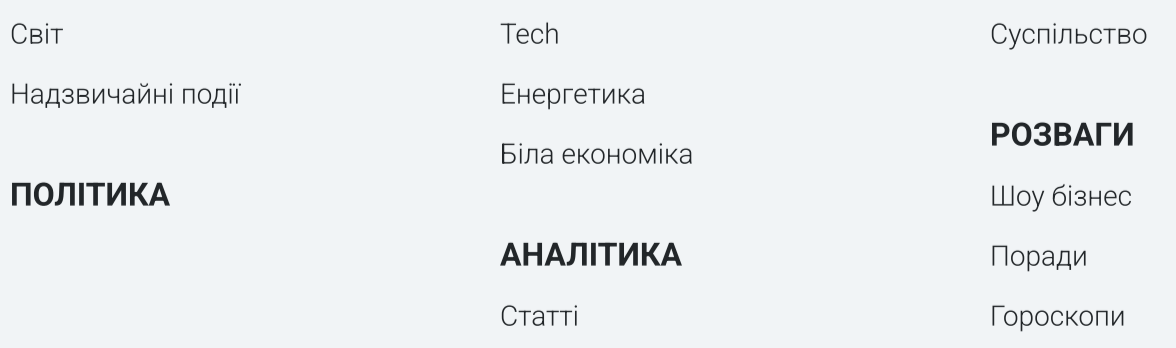 Світ
Надзвичайні події
ПОЛІТИКА
Tech
Енергетика
Біла економіка
АНАЛІТИКА
Статті
Суспільство
РОЗВАГИ
Шоу бізнес
Поради
Гороскопи